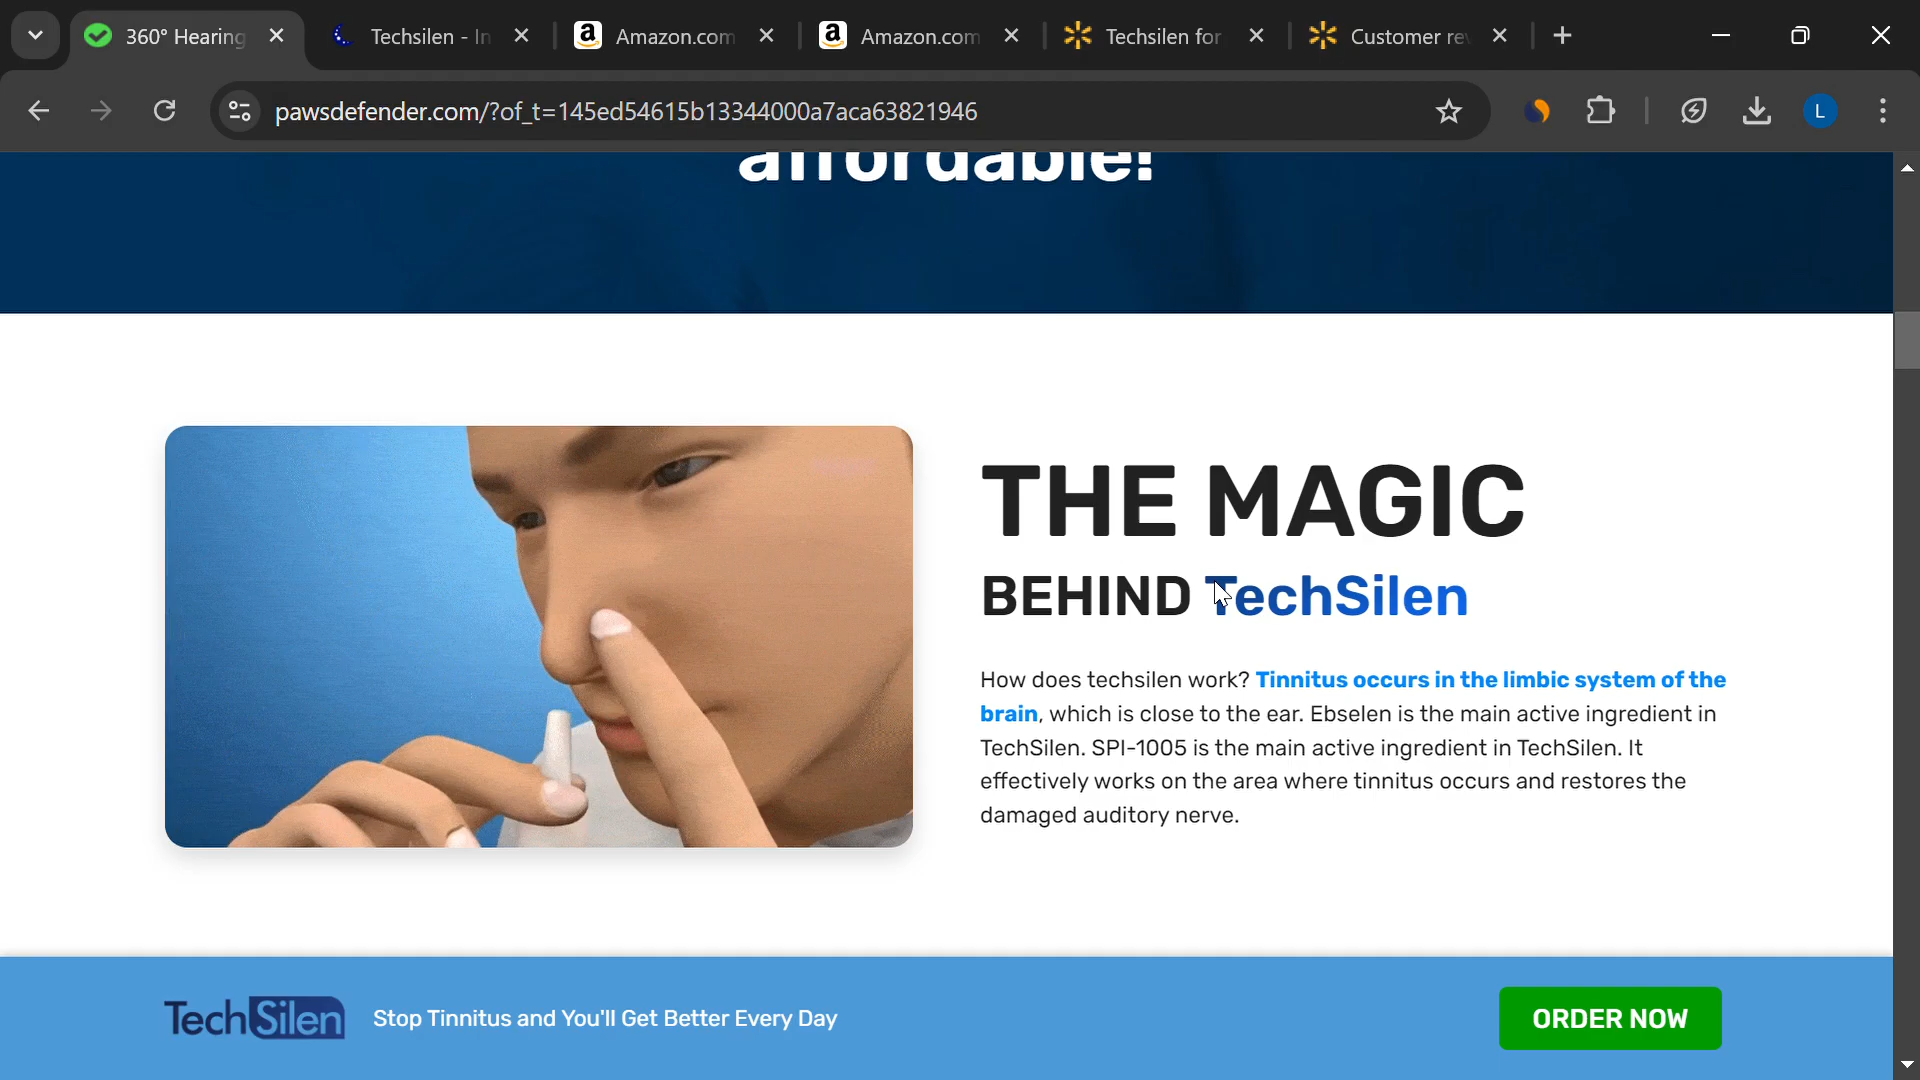 360° Hearing
Techsilen - In
Amazon.com
Amazon.com
Techsilen for
Customer re
pawsdefender.com/?of_t=145ed54615b13344000a7aca63821946
L
affordable!
THE MAGIC
BEHIND TechSilen
How does techsilen work? Tinnitus occurs in the limbic system of the
brain, which is close to the ear. Ebselen is the main active ingredient in
TechSilen. SPI-1005 is the main active ingredient in TechSilen. It
effectively works on the area where tinnitus occurs and restores the
damaged auditory nerve.
TechSilen
Stop Tinnitus and You'll Get Better Every Day
ORDER NOW